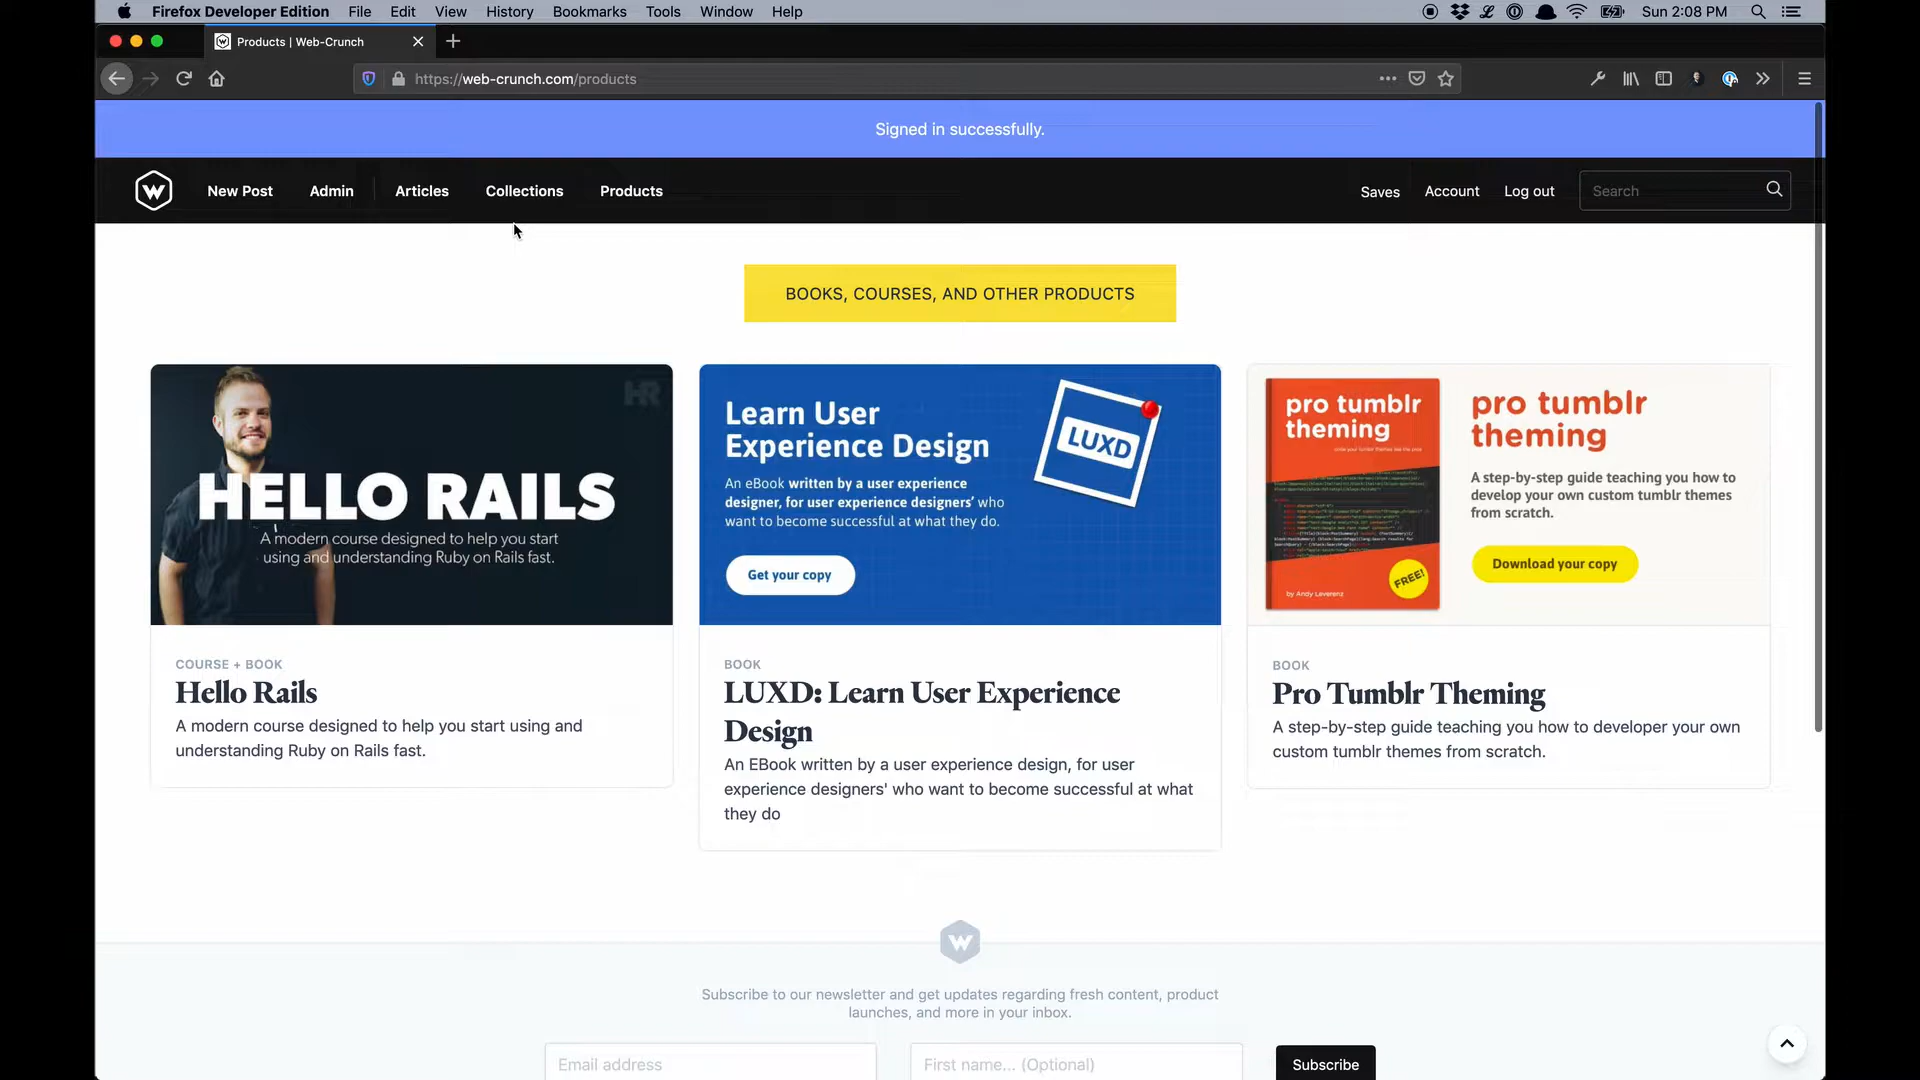 Firefox Developer Edition File Edit View History Bookmarks Tools Window Help Sun 2:08 PM
Products | Web-Crunch
https://web-crunch.com/products
Signed in successfully.
New Post Admin Articles Collections Products Saves Account Log out Search
BOOKS, COURSES, AND OTHER PRODUCTS
HR
HELLO RAILS
A modern course designed to help you start
using and understanding Ruby on Rails fast.
COURSE + BOOK
Hello Rails
A modern course designed to help you start using and
understanding Ruby on Rails fast.
Learn User
Experience Design
An eBook written by a user experience
designer, for user experience designers' who
want to become successful at what they do.
Get your copy
LUXD
BOOK
LUXD: Learn User Experience
Design
An EBook written by a user experience design, for user
experience designers' who want to become successful at what
they do
pro tumblr
theming
FREE!
by Andy Leverenz
pro tumblr
theming
A step-by-step guide teaching you how to
develop your own custom tumblr themes
from scratch.
Download your copy
BOOK
Pro Tumblr Theming
A step-by-step guide teaching you how to developer your own
custom tumblr themes from scratch.
Subscribe to our newsletter and get updates regarding fresh content, product
launches, and more in your inbox.
Email address First name... (Optional) Subscribe